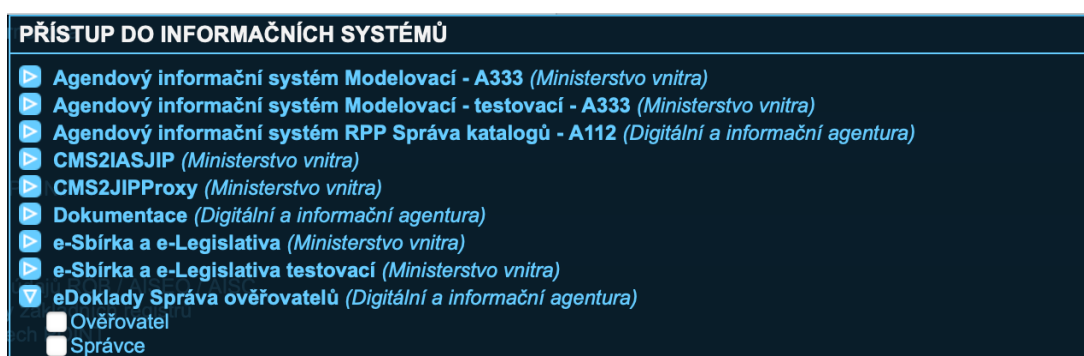 PŘÍSTUP DO INFORMAČNÍCH SYSTÉMŮ
Agendový informační systém Modelovací - A333 (Ministerstvo vnitra)
Agendový informační systém Modelovací - testovací - A333 (Ministerstvo vnitra)
Agendový informační systém RPP Správa katalogů - A112 (Digitální a informační agentura)
CMS2IASJIP (Ministerstvo vnitra)
CMS2JIPProxy (Ministerstvo vnitra)
Dokumentace (Digitální a informační agentura)
e-Sbírka a e-Legislativa (Ministerstvo vnitra)
e-Sbírka a e-Legislativa testovací (Ministerstvo vnitra)
eDoklady Správa ověřovatelů (Digitální a informační agentura)
Ověřovatel
Správce